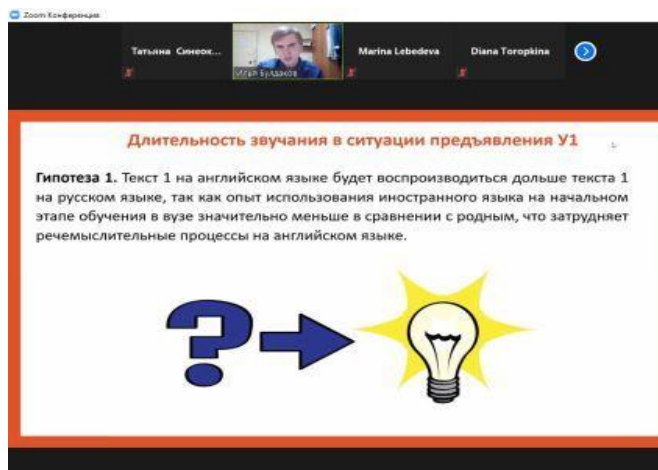 Zoom Конференция
Татьяна Синеок...
Игорь Булдаков
Marina Lebedeva
Diana Toropkina
Длительность звучания в ситуации предъявления У1
Гипотеза 1. Текст 1 на английском языке будет воспроизводиться дольше текста 1
на русском языке, так как опыт использования иностранного языка на начальном
этапе обучения в вузе значительно меньше в сравнении с родным, что затрудняет
речемыслительные процессы на английском языке.